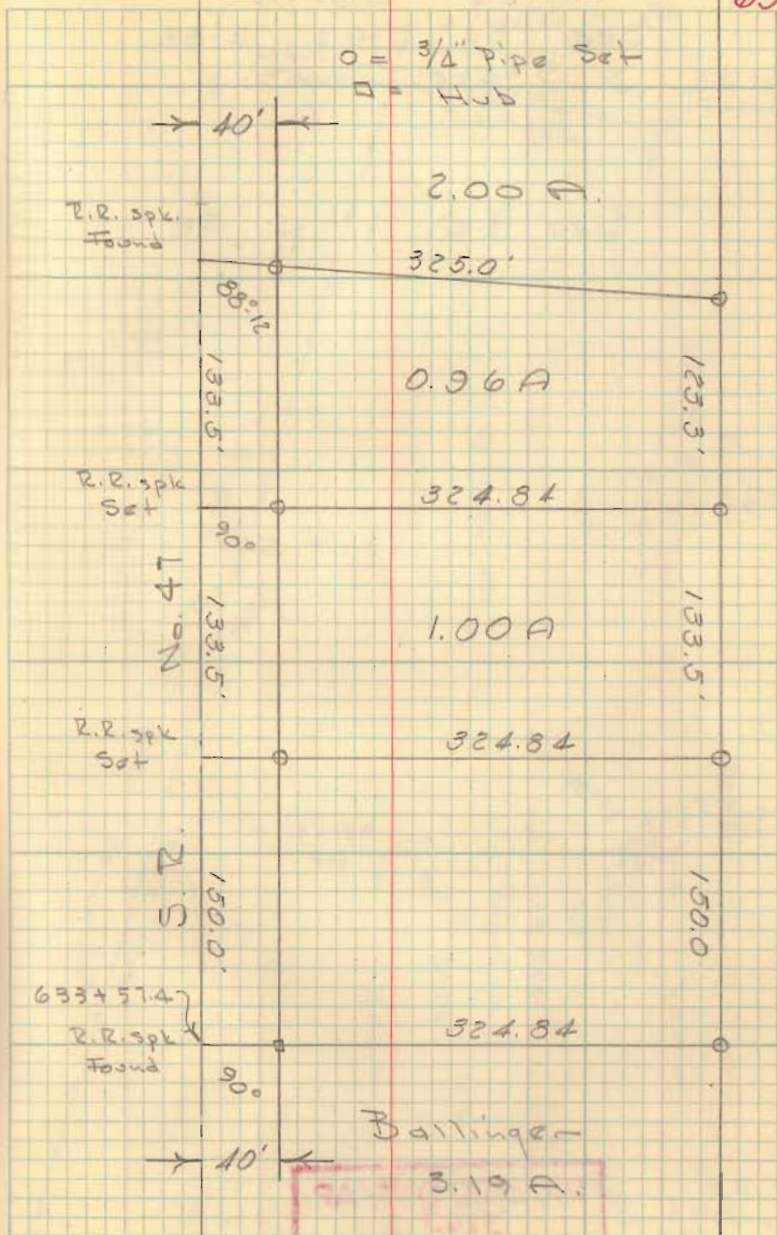 o = 3/4" Pipe Set
□ = Hub
40'
2.00 A.
R.R. spk.
Found
325.0'
88°12
133.5'
0.96 A
123.3'
R.R. spk
Set
324.84
90°
S.R. No. 47
133.5'
1.00 A
133.5'
R.R. spk
Set
324.84
150.0'
150.0
633+57.4
R.R. spk
Found
324.84
90°
Ballinger
40'
3.19 A.